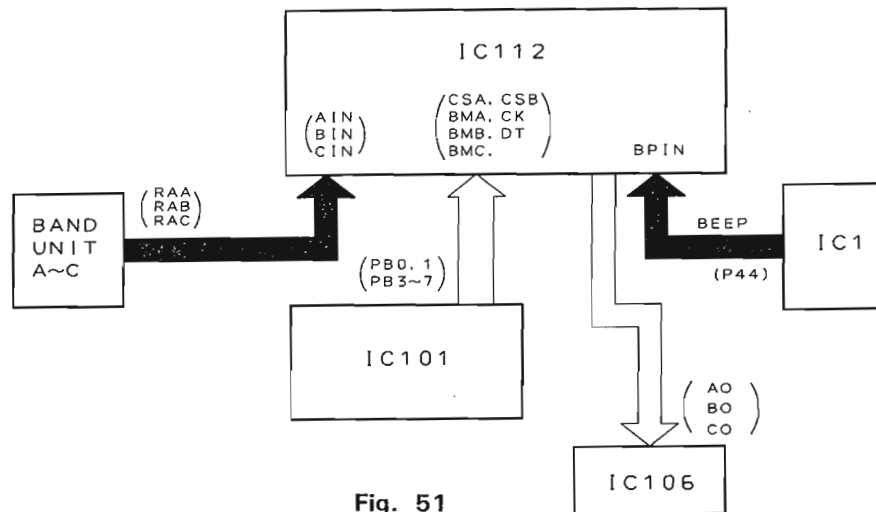 IC112
AIN
BIN
CIN
CSA, CSB
BMA, CK
BMB, DT
BMC,
BPIN
RAA
RAB
RAC
BAND
UNIT
A~C
BEEP
(P44)
IC1
PB0, 1
PB3~7
IC101
AO
BO
CO
IC106
Fig. 51